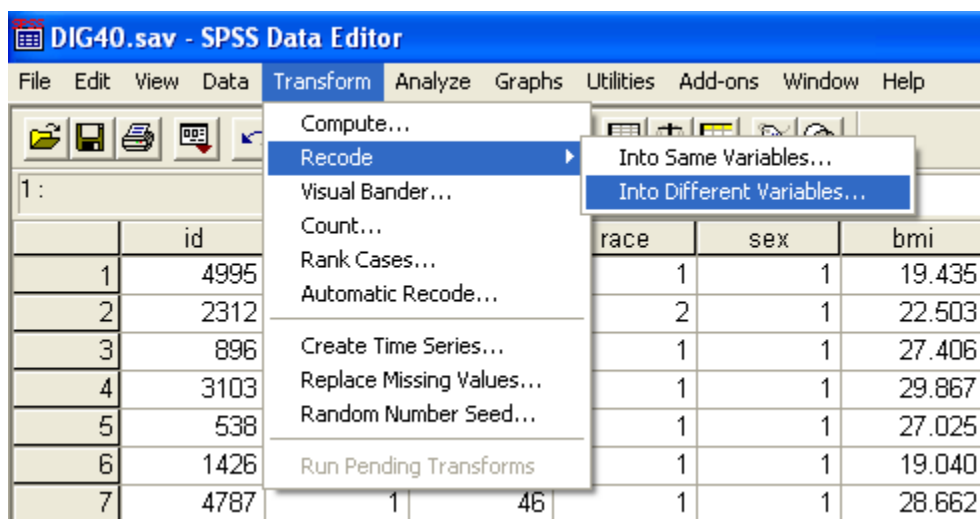 SPSS
DIG40.sav - SPSS Data Editor
File Edit View Data Transform Analyze Graphs Utilities Add-ons Window Help
Compute...
Recode
Into Same Variables...
Into Different Variables...
Visual Bander...
Count...
Rank Cases...
Automatic Recode...
Create Time Series...
Replace Missing Values...
Random Number Seed...
Run Pending Transforms
1 :
id race sex bmi
1 4995 1 1 19.435
2 2312 2 1 22.503
3 896 1 1 27.406
4 3103 1 1 29.867
5 538 1 1 27.025
6 1426 1 1 19.040
7 4787 1 46 1 1 28.662